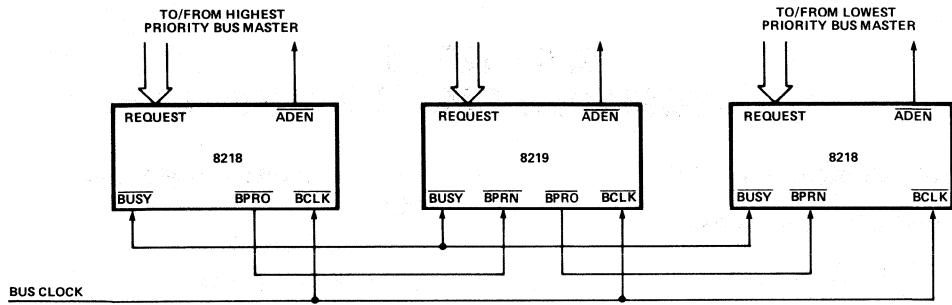 TO/FROM HIGHEST
PRIORITY BUS MASTER
TO/FROM LOWEST
PRIORITY BUS MASTER
REQUEST
ADEN
8218
BUSY
BPRO
BCLK
REQUEST
ADEN
8219
BUSY
BPRN
BPRO
BCLK
REQUEST
ADEN
8218
BUSY
BPRN
BCLK
BUS CLOCK